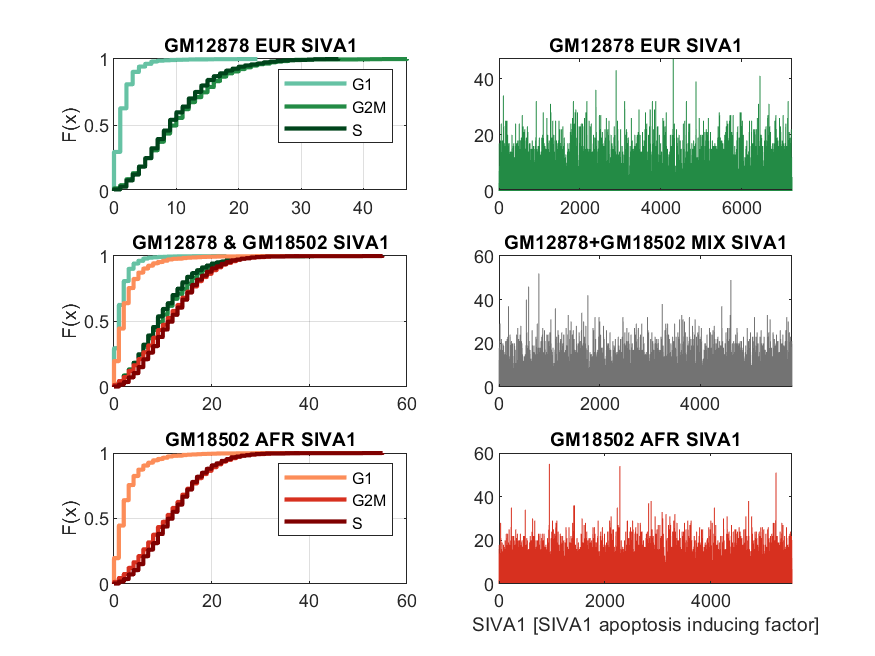 GM12878 EUR SIVA1
1
0.5
0
F(x)
0 10 20 30 40
G1
G2M
S
GM12878 EUR SIVA1
40
20
0
0 2000 4000 6000
GM12878 & GM18502 SIVA1
1
0.5
0
F(x)
0 20 40 60
GM12878+GM18502 MIX SIVA1
60
40
20
0
0 2000 4000
GM18502 AFR SIVA1
1
0.5
0
F(x)
0 20 40 60
G1
G2M
S
GM18502 AFR SIVA1
60
40
20
0
0 2000 4000
SIVA1 [SIVA1 apoptosis inducing factor]